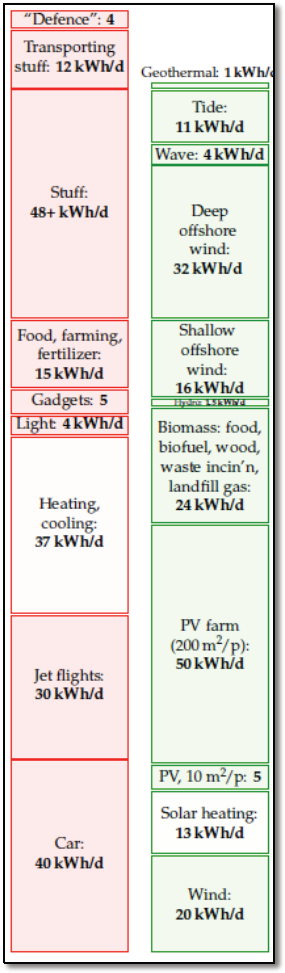 “Defence”: 4
Transporting
stuff: 12 kWh/d
Stuff:
48+ kWh/d
Food, farming,
fertilizer:
15 kWh/d
Gadgets: 5
Light: 4 kWh/d
Heating,
cooling:
37 kWh/d
Jet flights:
30 kWh/d
Car:
40 kWh/d
Geothermal: 1 kWh/d
Tide:
11 kWh/d
Wave: 4 kWh/d
Deep
offshore
wind:
32 kWh/d
Shallow
offshore
wind:
16 kWh/d
Hydro: 1.5 kWh/d
Biomass: food,
biofuel, wood,
waste incin’n,
landfill gas:
24 kWh/d
PV farm
(200 m²/p):
50 kWh/d
PV, 10 m²/p: 5
Solar heating:
13 kWh/d
Wind:
20 kWh/d